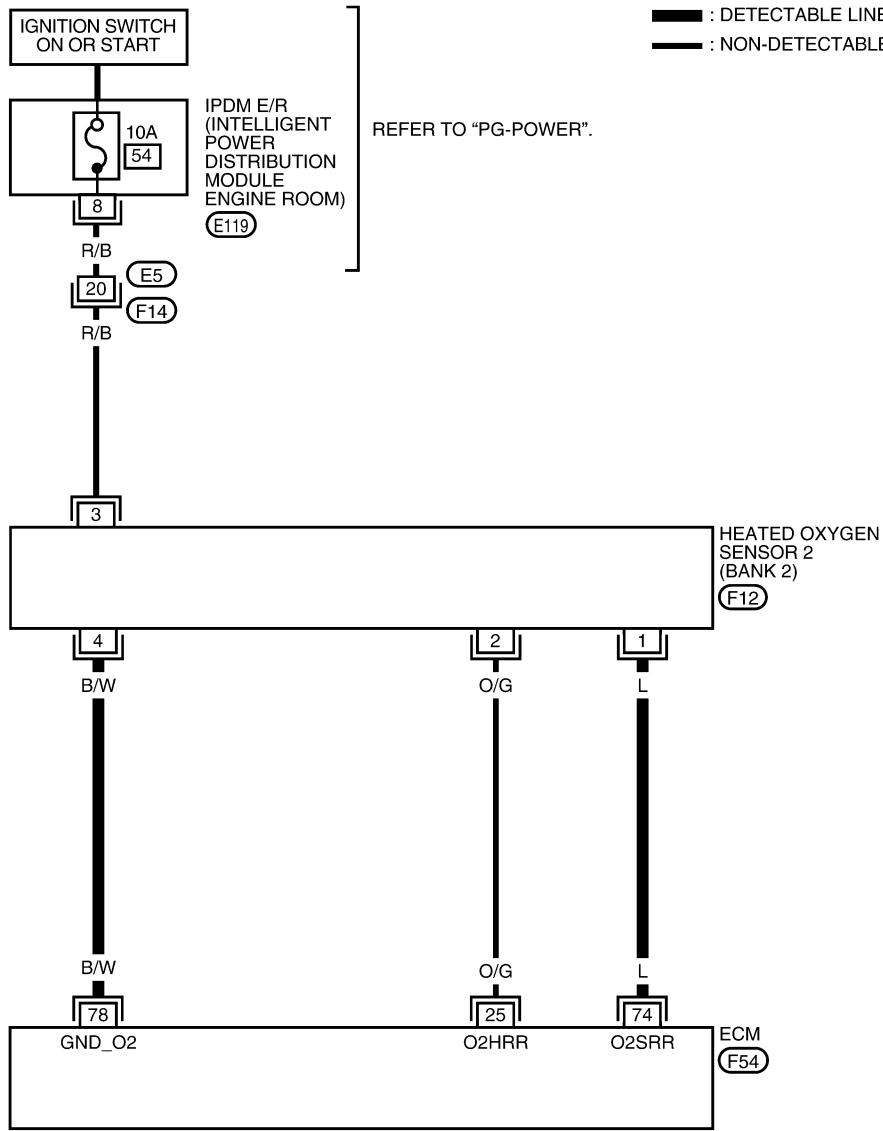 IGNITION SWITCH
ON OR START
: DETECTABLE LINE
: NON-DETECTABLE
10A
54
IPDM E/R
(INTELLIGENT
POWER
DISTRIBUTION
MODULE
ENGINE ROOM)
E119
REFER TO “PG-POWER”.
8
R/B
20
E5
F14
R/B
3
HEATED OXYGEN
SENSOR 2
(BANK 2)
F12
4
2
1
B/W
O/G
L
B/W
O/G
L
78
25
74
GND_O2
O2HRR
O2SRR
ECM
F54